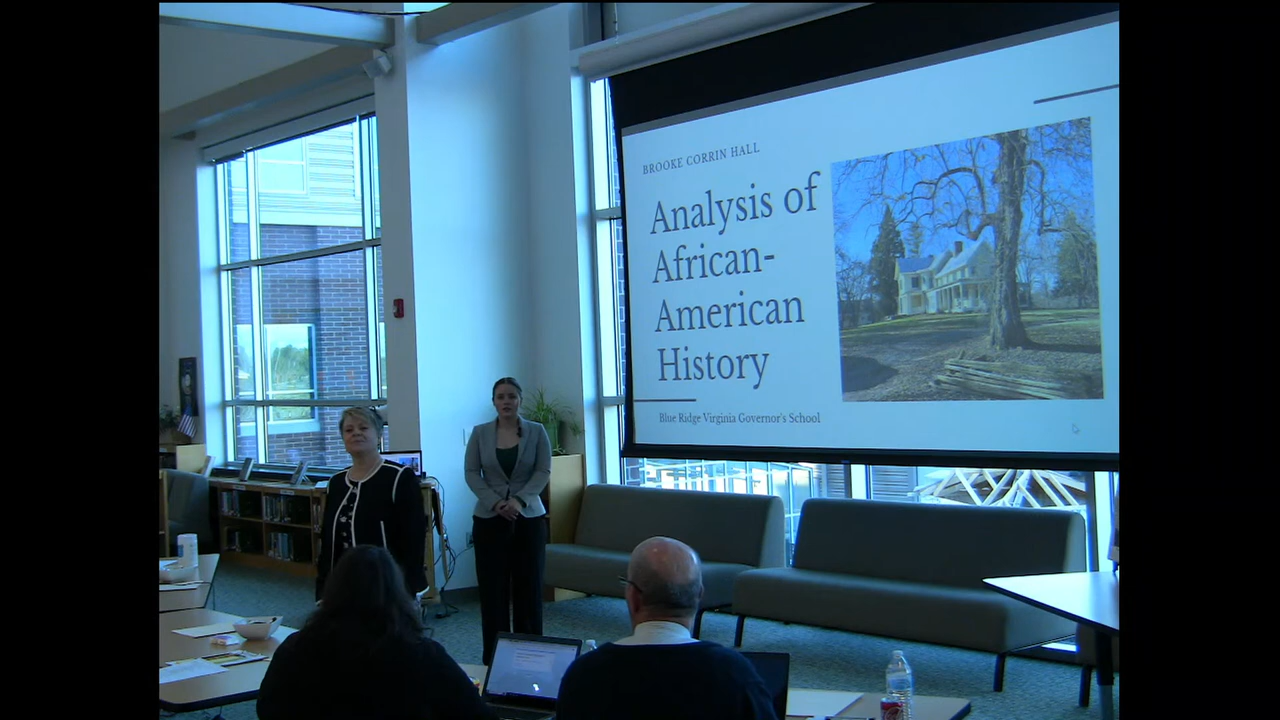 BROOKE CORRIN HALL
Analysis of
African-
American
History
Blue Ridge Virginia Governor's School